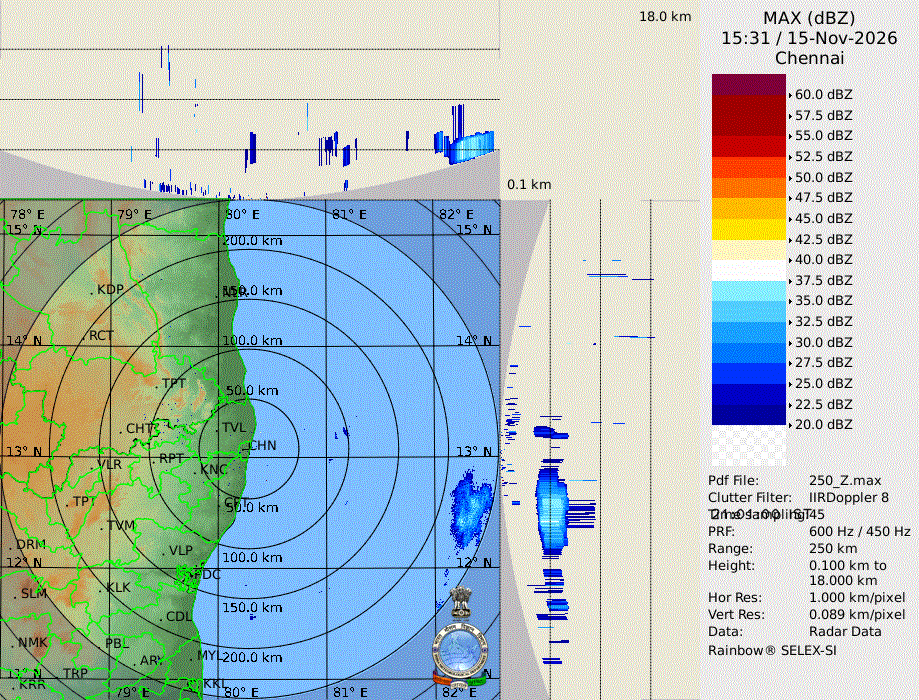 18.0 km
0.1 km
MAX (dBZ)
15:31 / 15-Nov-2026
Chennai
60.0 dBZ
57.5 dBZ
55.0 dBZ
52.5 dBZ
50.0 dBZ
47.5 dBZ
45.0 dBZ
42.5 dBZ
40.0 dBZ
37.5 dBZ
35.0 dBZ
32.5 dBZ
30.0 dBZ
27.5 dBZ
25.0 dBZ
22.5 dBZ
20.0 dBZ
Pdf File: 250_Z.max
Clutter Filter: IIRDoppler 8
Time sampling: 45
PRF: 600 Hz / 450 Hz
Range: 250 km
Height: 0.100 km to
18.000 km
Hor Res: 1.000 km/pixel
Vert Res: 0.089 km/pixel
Data: Radar Data
Rainbow® SELEX-SI
78° E 79° E 80° E 81° E 82° E
15° N 15° N
200.0 km
KDP
150.0 km
RCT 100.0 km
14° N 14° N
TPT 50.0 km
CHT TVL
CHN
13° N 13° N
VLR RPT KNC
TPT 50.0 km
TVM
DRM VLP 100.0 km
12° N 12° N
PDC
SLM KLK 150.0 km
CDL
NMK PBL
ARY MYL 200.0 km
TRP
KRR KKL
79° E 80° E 81° E 82° E